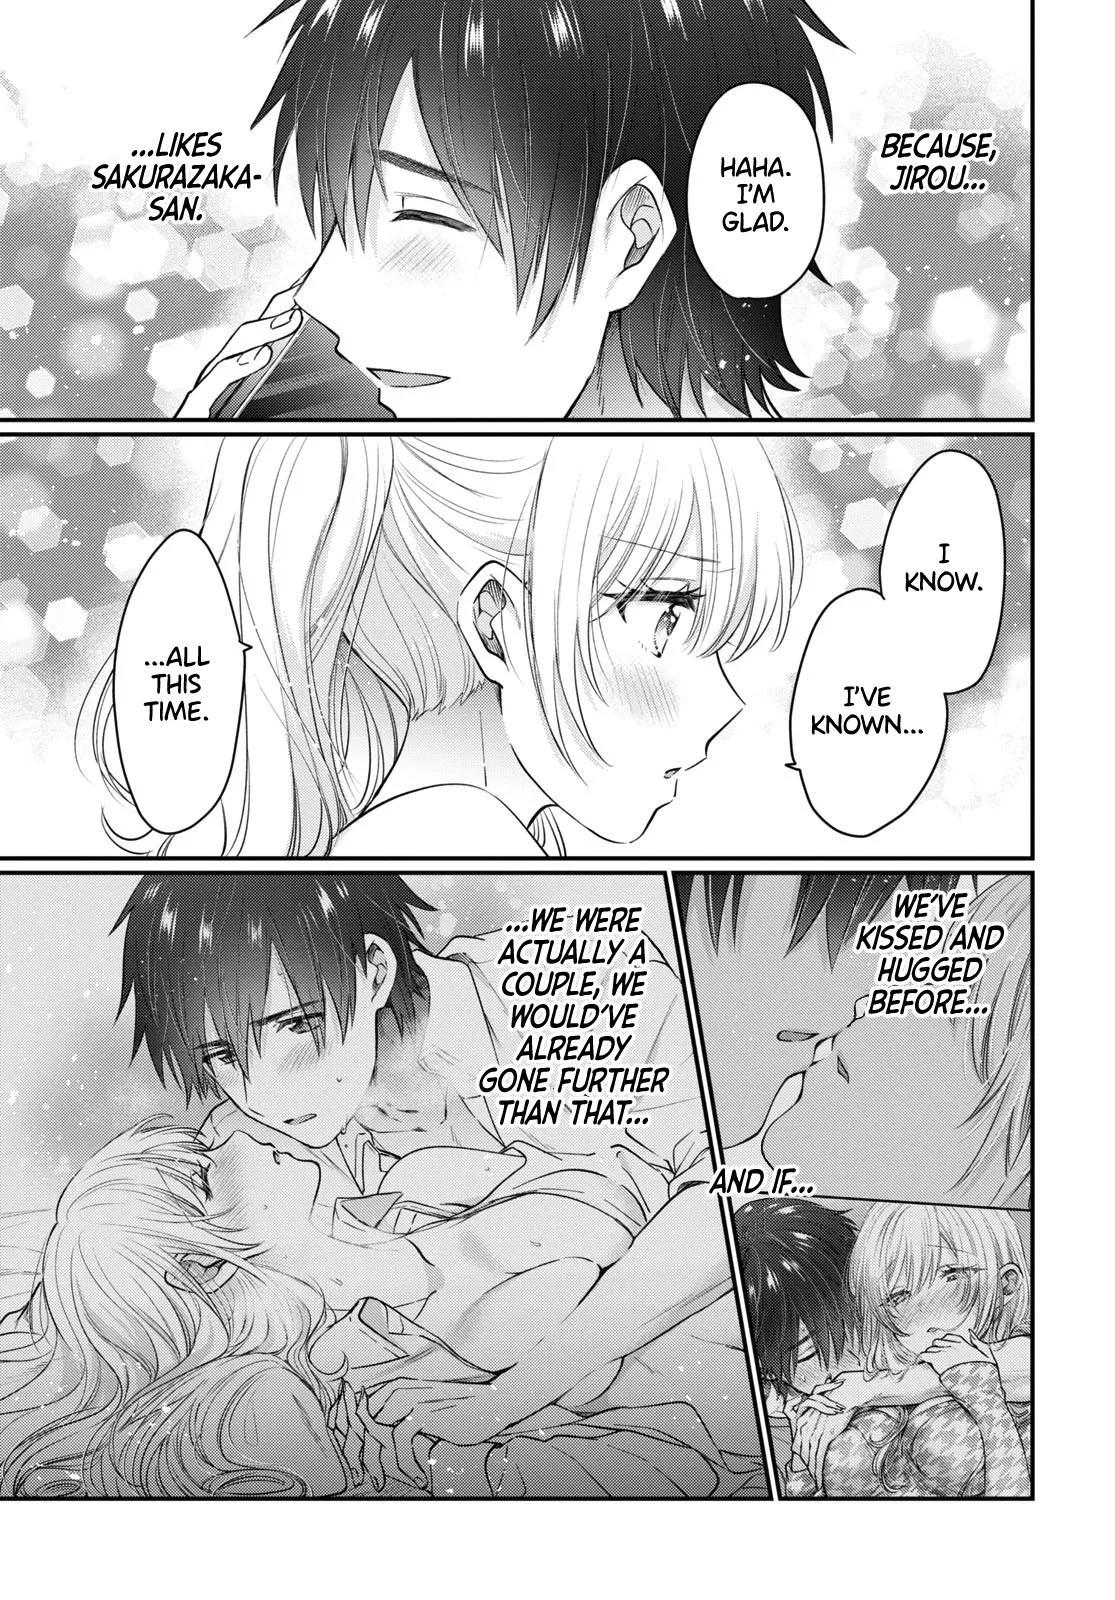 BECAUSE,
JIROU...
HAHA.
I'M
GLAD.
...LIKES
SAKURAZAKA-
SAN.
I
KNOW.
I'VE
KNOWN...
...ALL
THIS
TIME.
WE'VE
KISSED AND
HUGGED
BEFORE...
AND IF...
...WE WERE
ACTUALLY A
COUPLE, WE
WOULD'VE
ALREADY
GONE FURTHER
THAN THAT...